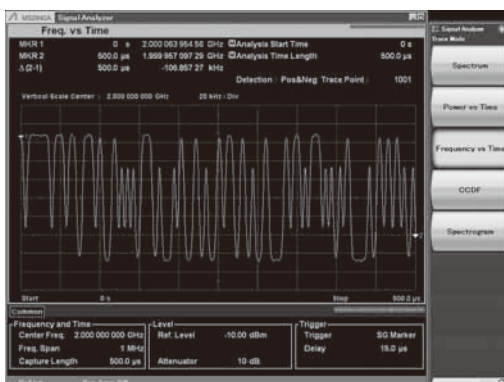 MS2690A Signal Analyzer
Freq. vs Time
MKR 1 0 s 2.000 063 954 56 GHz Analysis Start Time 0 s
MKR 2 500.0 µs 1.999 957 097 29 GHz Analysis Time Length 500.0 µs
Δ(2-1) 500.0 µs -106.857 27 kHz
Detection : Pos&Neg Trace Point : 1001
Vertical Scale Center : 2.000 000 000 GHz 20 kHz / Div
2
Start 0 s Stop 500.0 µs
Common
Frequency and Time
Center Freq. 2.000 000 000 GHz
Freq. Span 1 MHz
Capture Length 500.0 µs
Level
Ref. Level -10.00 dBm
Attenuator 10 dB
Trigger
Trigger SG Marker
Delay 15.0 µs
Signal Analyzer
Trace Mode
Spectrum
Power vs Time
Frequency vs Time
CCDF
Spectrogram